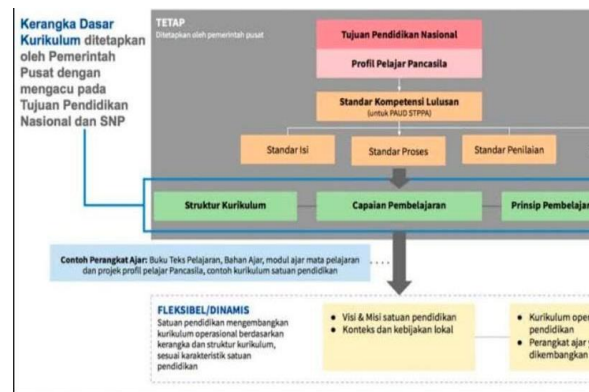 Kerangka Dasar
Kurikulum ditetapkan
oleh Pemerintah
Pusat dengan
mengacu pada
Tujuan Pendidikan
Nasional dan SNP
TETAP
Ditetapkan oleh pemerintah pusat
Tujuan Pendidikan Nasional
Profil Pelajar Pancasila
Standar Kompetensi Lulusan
(untuk PAUD STPPA)
Standar Isi
Standar Proses
Standar Penilaian
Struktur Kurikulum
Capaian Pembelajaran
Prinsip Pembelajar
Contoh Perangkat Ajar: Buku Teks Pelajaran, Bahan Ajar, modul ajar mata pelajaran
dan projek profil pelajar Pancasila, contoh kurikulum satuan pendidikan
FLEKSIBEL/DINAMIS
Satuan pendidikan mengembangkan
kurikulum operasional berdasarkan
kerangka dan struktur kurikulum,
sesuai karakteristik satuan
pendidikan
• Visi & Misi satuan pendidikan
• Konteks dan kebijakan lokal
• Kurikulum oper
pendidikan
• Perangkat ajar
dikembangkan